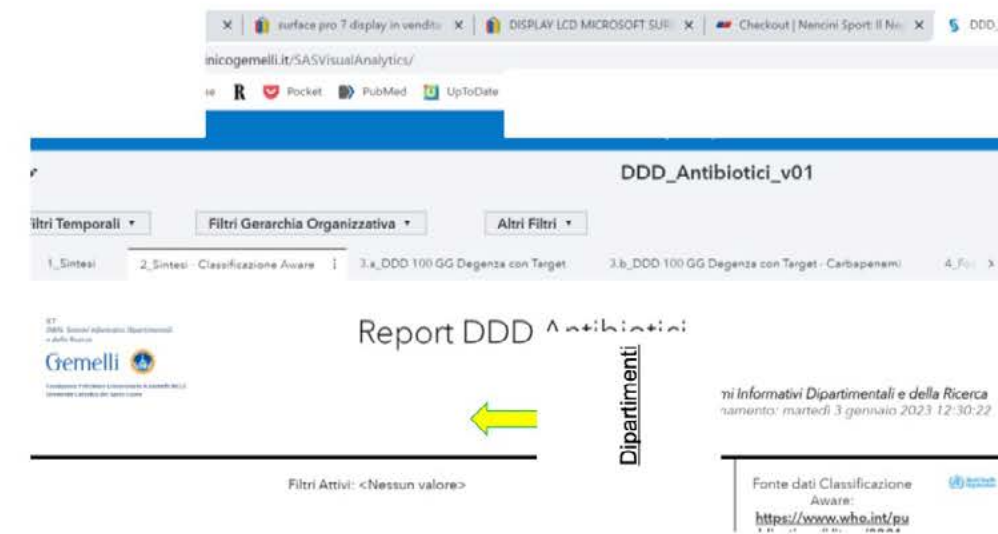 surface pro 7 display in vendita
DISPLAY LCD MICROSOFT SUR
Checkout | Nencini Sport: Il Ne
DDD_
nicogemelli.it/SASVisualAnalytics/
R Pocket PubMed UpToDate
DDD_Antibiotici_v01
iltri Temporali
Filtri Gerarchia Organizzativa
Altri Filtri
1_Sintesi
2_Sintesi - Classificazione Aware
3.a_DDD 100 GG Degenza con Target
3.b_DDD 100 GG Degenza con Target - Carbapenemi
Report DDD Antibiotici
Gemelli
Dipartimenti
mi Informativi Dipartimentali e della Ricerca
namento: martedì 3 gennaio 2023 12:30:22
Filtri Attivi: <Nessun valore>
Fonte dati Classificazione
Aware:
https://www.who.int/pu